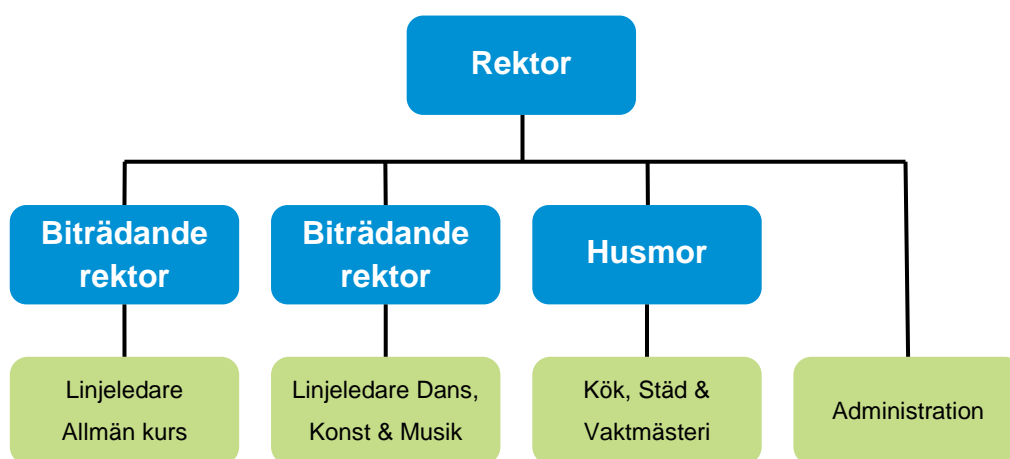 Rektor
Biträdande
rektor
Biträdande
rektor
Husmor
Linjeledare
Allmän kurs
Linjeledare Dans,
Konst & Musik
Kök, Städ &
Vaktmästeri
Administration